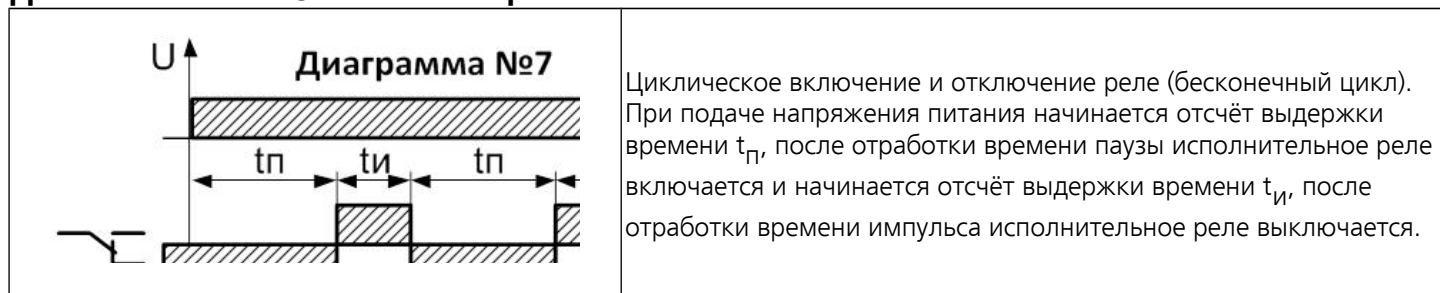 U
Диаграмма №7
tп tи tп
Циклическое включение и отключение реле (бесконечный цикл).
При подаче напряжения питания начинается отсчёт выдержки
времени tП, после отработки времени паузы исполнительное реле
включается и начинается отсчёт выдержки времени tИ, после
отработки времени импульса исполнительное реле выключается.